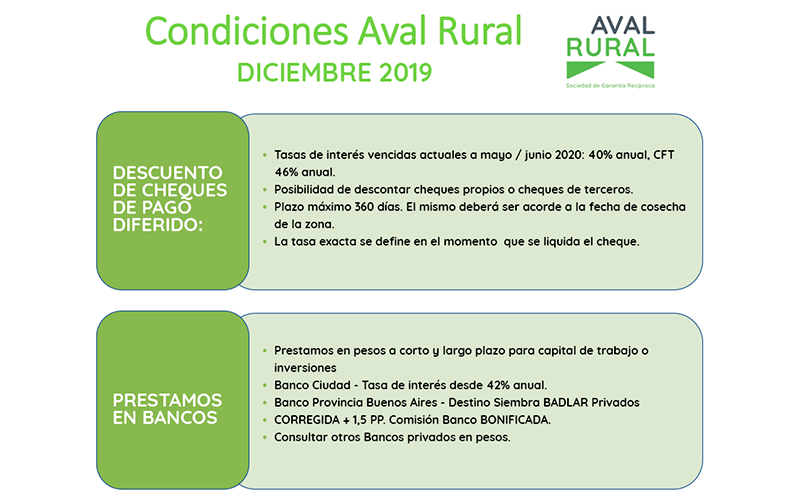 Condiciones Aval Rural
DICIEMBRE 2019
AVAL
RURAL
Sociedad de Garantía Recíproca
DESCUENTO
DE CHEQUES
DE PAGO
DIFERIDO:
• Tasas de interés vencidas actuales a mayo / junio 2020: 40% anual, CFT
46% anual.
• Posibilidad de descontar cheques propios o cheques de terceros.
• Plazo máximo 360 días. El mismo deberá ser acorde a la fecha de cosecha
de la zona.
• La tasa exacta se define en el momento que se liquida el cheque.
PRESTAMOS
EN BANCOS
• Prestamos en pesos a corto y largo plazo para capital de trabajo o
inversiones
• Banco Ciudad - Tasa de interés desde 42% anual.
• Banco Provincia Buenos Aires - Destino Siembra BADLAR Privados
• CORREGIDA + 1,5 PP. Comisión Banco BONIFICADA.
• Consultar otros Bancos privados en pesos.